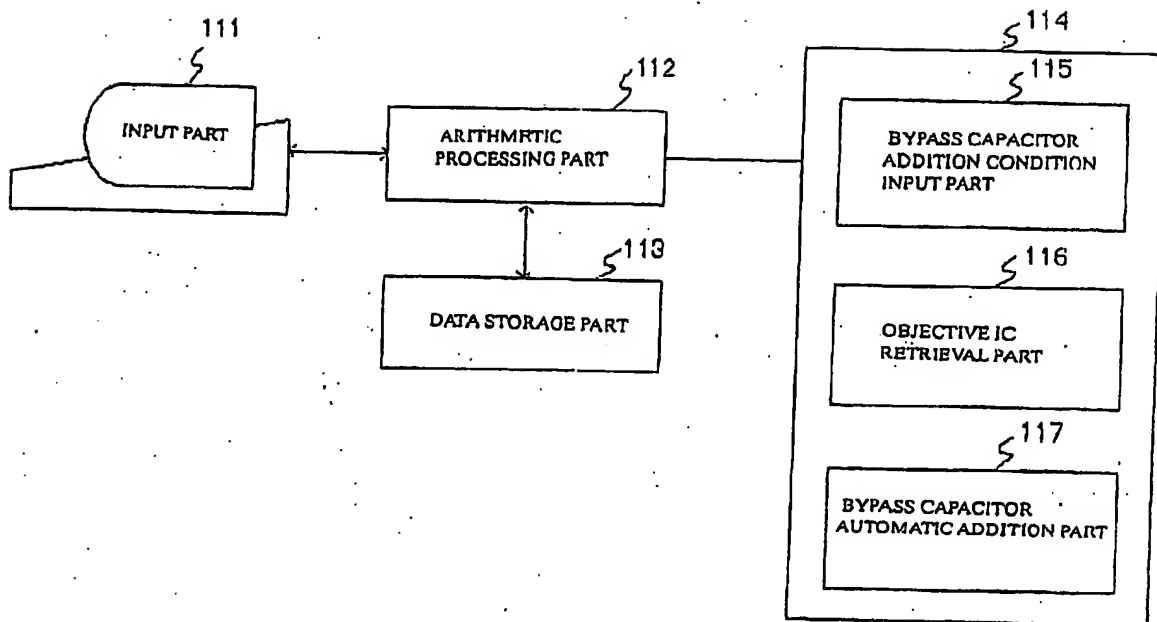 111
INPUT PART
112
ARITHMRTIC
PROCESSING PART
113
DATA STORAGE PART
114
115
BYPASS CAPACITOR
ADDITION CONDITION
INPUT PART
116
OBJECTIVE IC
RETRIEVAL PART
117
BYPASS CAPACITOR
AUTOMATIC ADDITION PART